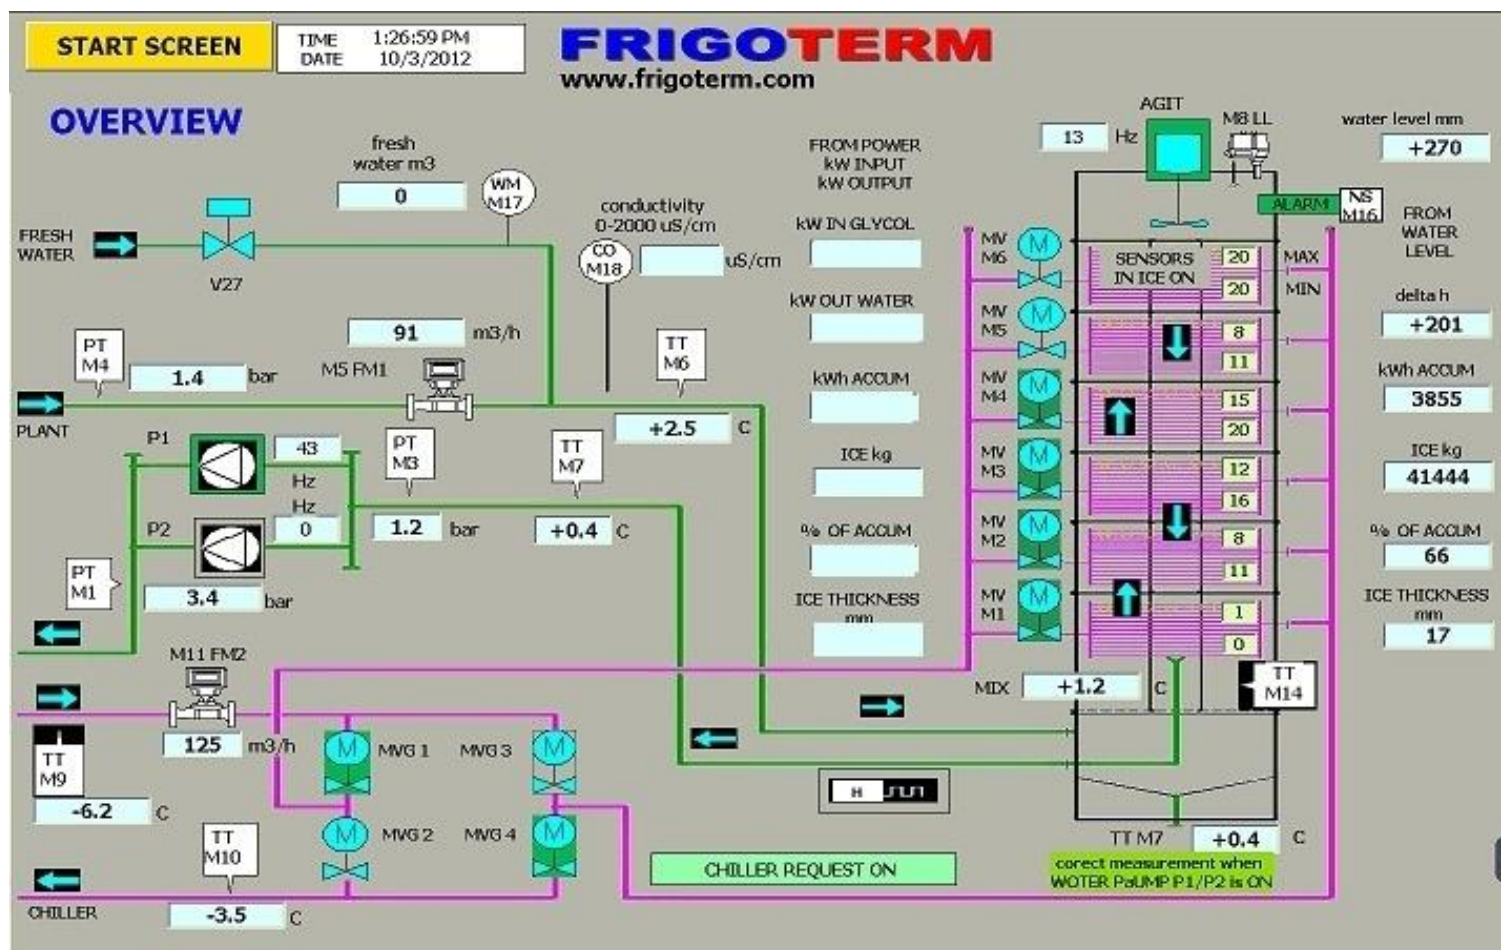 START SCREEN
TIME 1:26:59 PM
DATE 10/3/2012
FRIGOTERM
www.frigoterm.com
OVERVIEW
fresh
water m3
0
WM
M17
FRESH
WATER
V27
conductivity
0-2000 uS/cm
CO
M18
uS/cm
91 m3/h
M5 FM1
PT
M4
1.4 bar
PLANT
TT
M6
+2.5 C
P1
43
Hz
Hz
P2
0
PT
M3
1.2 bar
TT
M7
+0.4 C
PT
M1
3.4 bar
M11 FM2
125 m3/h
TT
M9
-6.2 C
MVG 1
MVG 3
MVG 2
MVG 4
M
M
M
M
TT
M10
-3.5 C
CHILLER
FROM POWER
kW INPUT
kW OUTPUT
kW IN GLYCOL
kW OUT WATER
kWh ACCUM
ICE kg
% OF ACCUM
ICE THICKNESS
mm
13 Hz
AGIT
M8 LL
ALARM
NS
M16
MV
M6
M
MV
M5
M
MV
M4
M
MV
M3
M
MV
M2
M
MV
M1
M
SENSORS
IN ICE ON
20 MAX
20 MIN
8
11
15
20
12
16
8
11
1
0
MIX +1.2 C
TT
M14
H
TT M7 +0.4 C
corect measurement when
WOTER PaUMP P1/P2 is ON
CHILLER REQUEST ON
water level mm
+270
FROM
WATER
LEVEL
delta h
+201
kWh ACCUM
3855
ICE kg
41444
% OF ACCUM
66
ICE THICKNESS
mm
17